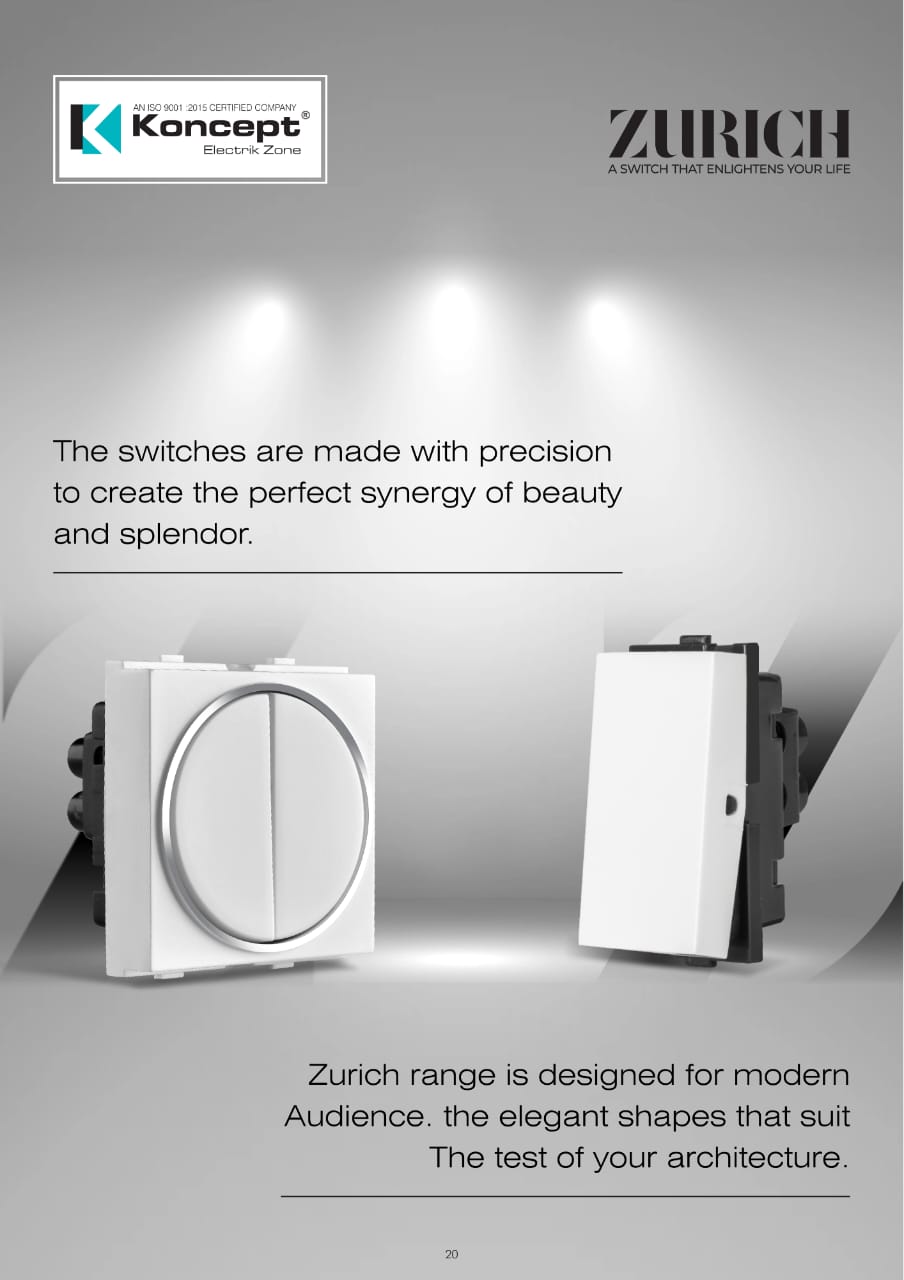 AN ISO 9001 :2015 CERTIFIED COMPANY
Koncept®
Electrik Zone
ZURICH
A SWITCH THAT ENLIGHTENS YOUR LIFE
The switches are made with precision
to create the perfect synergy of beauty
and splendor.
Zurich range is designed for modern
Audience. the elegant shapes that suit
The test of your architecture.
20